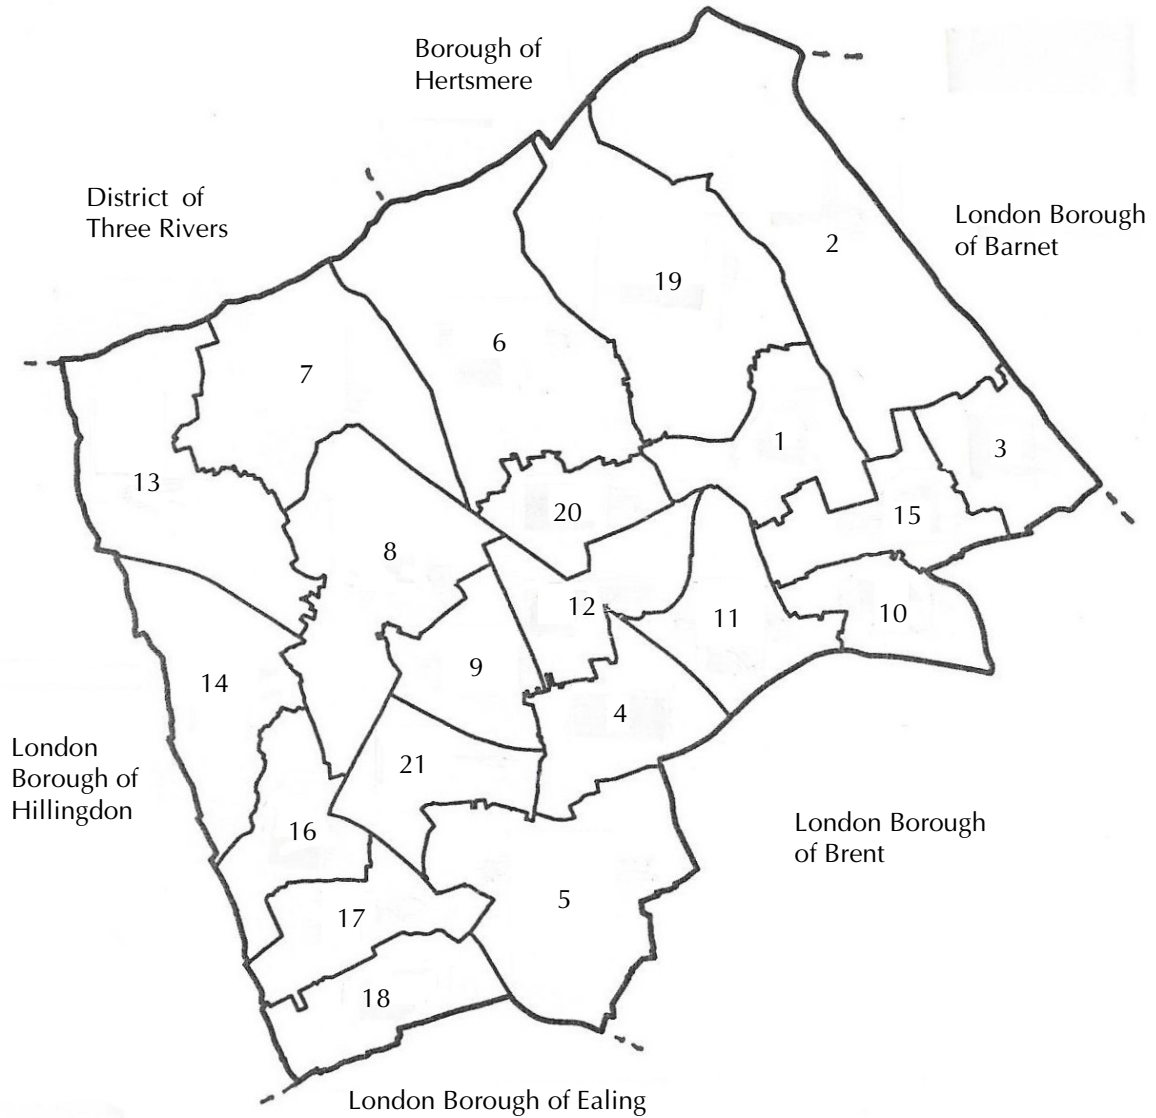 Borough of
Hertsmere
District of
Three Rivers
London Borough
of Barnet
2
19
6
7
1
3
13
20
15
8
12
11
10
9
14
4
21
London
Borough of
Hillingdon
16
London Borough
of Brent
5
17
18
London Borough of Ealing